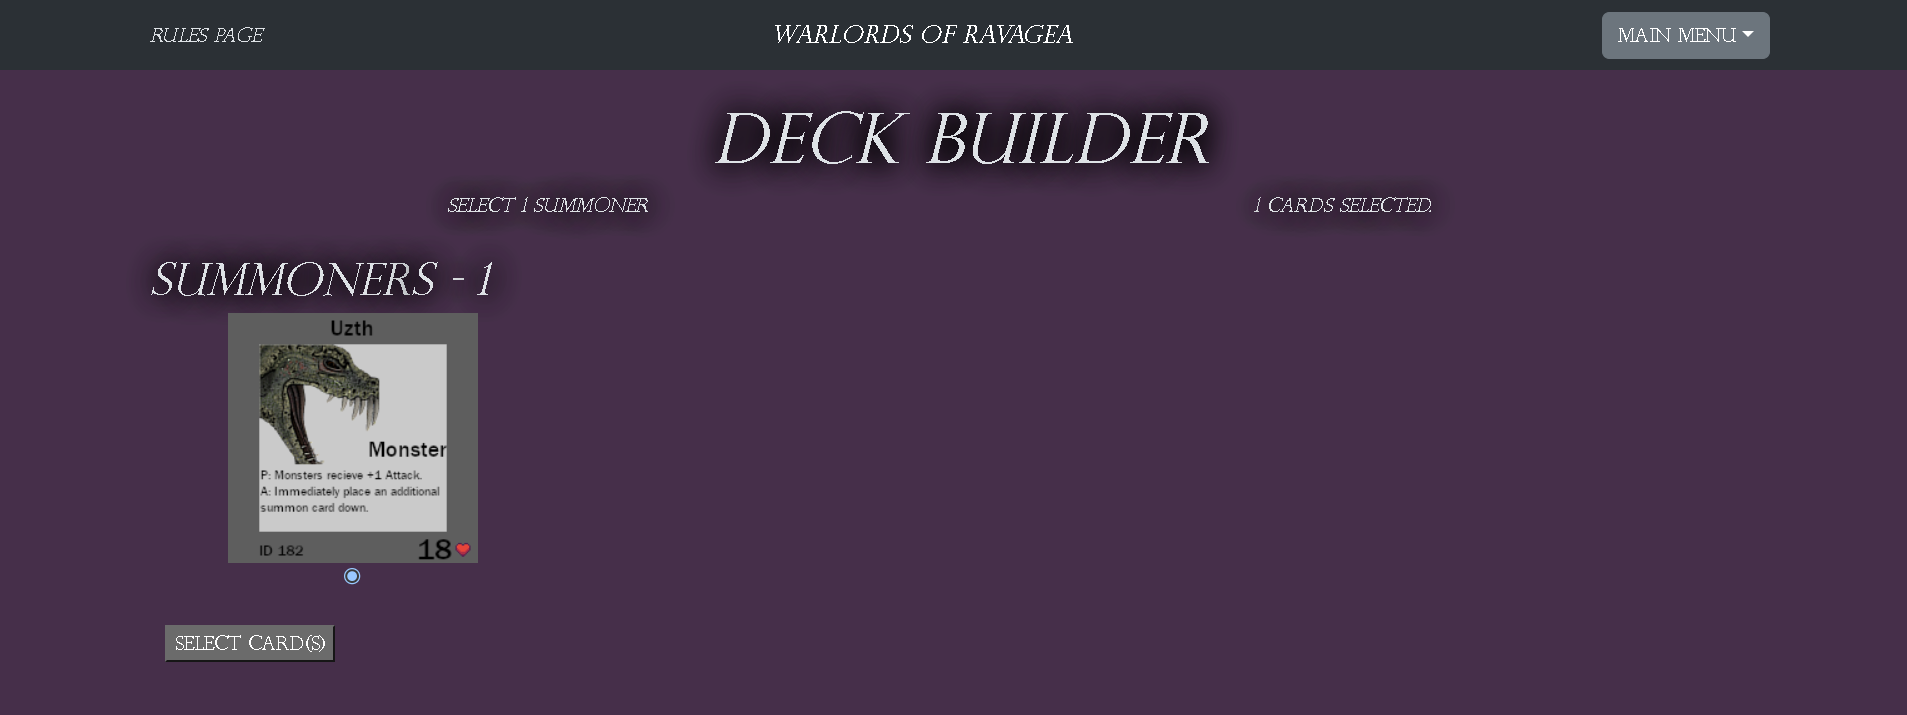 RULES PAGE
WARLORDS OF RAVAGEA
MAIN MENU
DECK BUILDER
SELECT 1 SUMMONER
1 CARDS SELECTED.
SUMMONERS - 1
Uzth
Monster
P: Monsters recieve +1 Attack.
A: Immediately place an additional
summon card down.
ID 182
18
SELECT CARD(S)